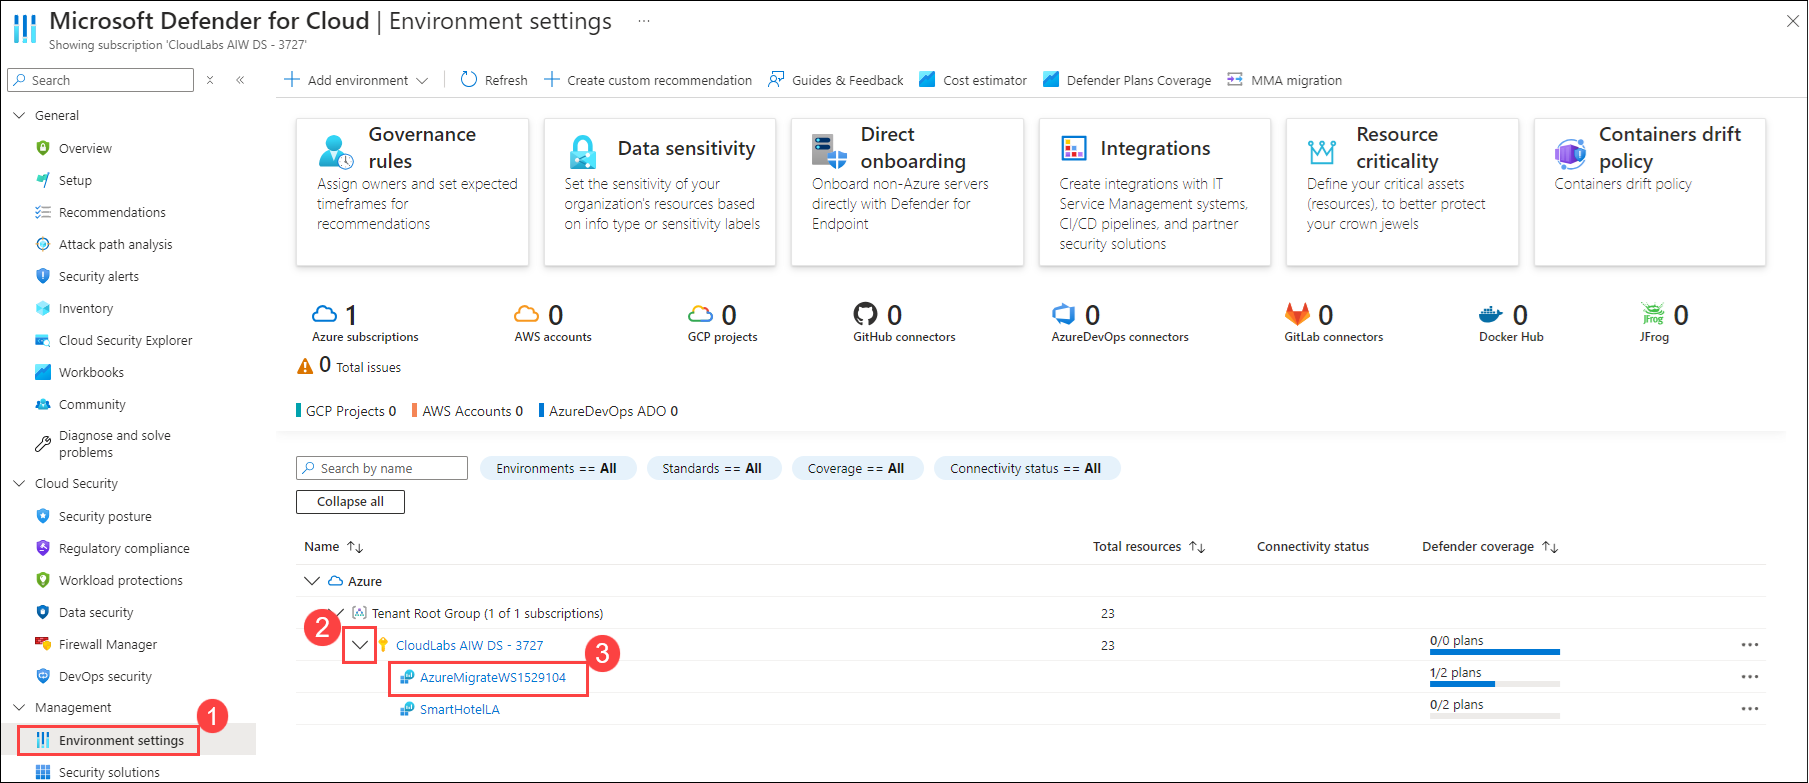 Microsoft Defender for Cloud | Environment settings ...
Showing subscription 'CloudLabs AIW DS - 3727'
Search
General
Overview
Setup
Recommendations
Attack path analysis
Security alerts
Inventory
Cloud Security Explorer
Workbooks
Community
Diagnose and solve
problems
Cloud Security
Security posture
Regulatory compliance
Workload protections
Data security
Firewall Manager
DevOps security
Management
1
Environment settings
Security solutions
Add environment
Refresh
Create custom recommendation
Guides & Feedback
Cost estimator
Defender Plans Coverage
MMA migration
Governance
rules
Assign owners and set expected
timeframes for
recommendations
Data sensitivity
Set the sensitivity of your
organization's resources based
on info type or sensitivity labels
Direct
onboarding
Onboard non-Azure servers
directly with Defender for
Endpoint
Integrations
Create integrations with IT
Service Management systems,
CI/CD pipelines, and partner
security solutions
Resource
criticality
Define your critical assets
(resources), to better protect
your crown jewels
Containers drift
policy
Containers drift policy
1
Azure subscriptions
0
AWS accounts
0
GCP projects
0
GitHub connectors
0
AzureDevOps connectors
0
GitLab connectors
0
Docker Hub
JFrog
0
JFrog
0 Total issues
GCP Projects 0 AWS Accounts 0 AzureDevOps ADO 0
Search by name
Environments == All
Standards == All
Coverage == All
Connectivity status == All
Collapse all
Name Total resources Connectivity status Defender coverage
Azure
Tenant Root Group (1 of 1 subscriptions) 23
2
CloudLabs AIW DS - 3727 23 0/0 plans ...
3
AzureMigrateWS1529104 1/2 plans ...
SmartHotelLA 0/2 plans ...